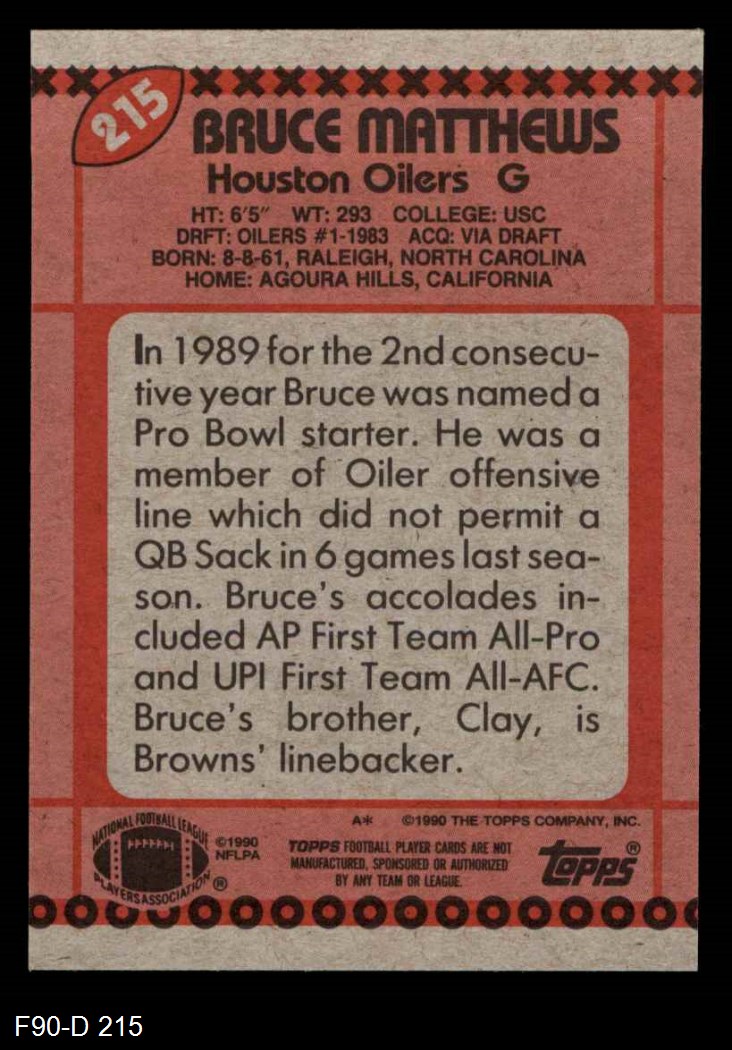 215
BRUCE MATTHEWS
Houston Oilers G
HT: 6'5" WT: 293 COLLEGE: USC
DRFT: OILERS #1-1983 ACQ: VIA DRAFT
BORN: 8-8-61, RALEIGH, NORTH CAROLINA
HOME: AGOURA HILLS, CALIFORNIA
In 1989 for the 2nd consecu-
tive year Bruce was named a
Pro Bowl starter. He was a
member of Oiler offensive
line which did not permit a
QB Sack in 6 games last sea-
son. Bruce's accolades in-
cluded AP First Team All-Pro
and UPI First Team All-AFC.
Bruce's brother, Clay, is
Browns' linebacker.
A* ©1990 THE TOPPS COMPANY, INC.
NATIONAL FOOTBALL LEAGUE
PLAYERS ASSOCIATION ®
©1990
NFLPA
TOPPS FOOTBALL PLAYER CARDS ARE NOT
MANUFACTURED, SPONSORED OR AUTHORIZED
BY ANY TEAM OR LEAGUE.
topps®
F90-D 215